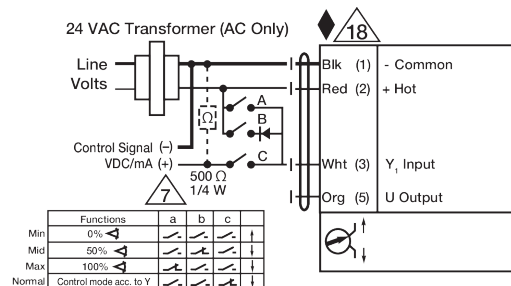 24 VAC Transformer (AC Only)
18
Line
Volts
Blk (1) - Common
Red (2) + Hot
A
Ω
B
Control Signal (–)
VDC/mA (+)
C
Wht (3) Y1 Input
500 Ω
1/4 W
7
Org (5) U Output
Functions a b c
Min 0%
Mid 50%
Max 100%
Normal Control mode acc. to Y